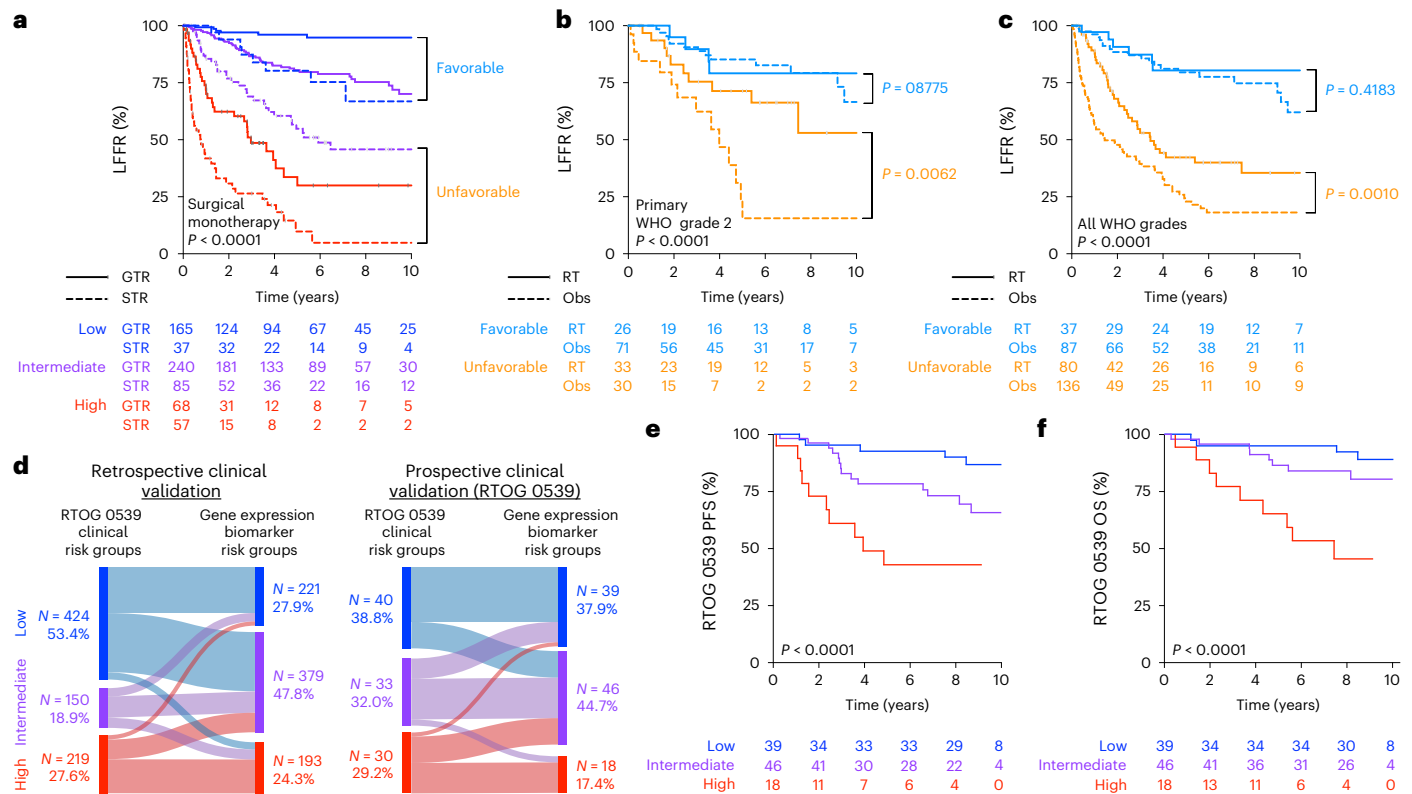 a
100
75
50
25
0
LFFR (%)
Favorable
Unfavorable
Surgical
monotherapy
P < 0.0001
0 2 4 6 8 10
Time (years)
GTR
STR
Low GTR 165 124 94 67 45 25
STR 37 32 22 14 9 4
Intermediate GTR 240 181 133 89 57 30
STR 85 52 36 22 16 12
High GTR 68 31 12 8 7 5
STR 57 15 8 2 2 2
b
100
75
50
25
0
LFFR (%)
P = 08775
P = 0.0062
Primary
WHO grade 2
P < 0.0001
0 2 4 6 8 10
Time (years)
RT
Obs
Favorable RT 26 19 16 13 8 5
Obs 71 56 45 31 17 7
Unfavorable RT 33 23 19 12 5 3
Obs 30 15 7 2 2 2
c
100
75
50
25
0
LFFR (%)
P = 0.4183
P = 0.0010
All WHO grades
P < 0.0001
0 2 4 6 8 10
Time (years)
RT
Obs
Favorable RT 37 29 24 19 12 7
Obs 87 66 52 38 21 11
Unfavorable RT 80 42 26 16 9 6
Obs 136 49 25 11 10 9
d
Retrospective clinical
validation
RTOG 0539
clinical
risk groups
Gene expression
biomarker
risk groups
Low
Intermediate
High
N = 424
53.4%
N = 150
18.9%
N = 219
27.6%
N = 221
27.9%
N = 379
47.8%
N = 193
24.3%
Prospective clinical
validation (RTOG 0539)
RTOG 0539
clinical
risk groups
Gene expression
biomarker
risk groups
N = 40
38.8%
N = 33
32.0%
N = 30
29.2%
N = 39
37.9%
N = 46
44.7%
N = 18
17.4%
e
100
75
50
25
0
RTOG 0539 PFS (%)
P < 0.0001
0 2 4 6 8 10
Time (years)
Low 39 34 33 33 29 8
Intermediate 46 41 30 28 22 4
High 18 11 7 6 4 0
f
100
75
50
25
0
RTOG 0539 OS (%)
P < 0.0001
0 2 4 6 8 10
Time (years)
Low 39 34 34 34 30 8
Intermediate 46 41 36 31 26 4
High 18 13 11 6 4 0